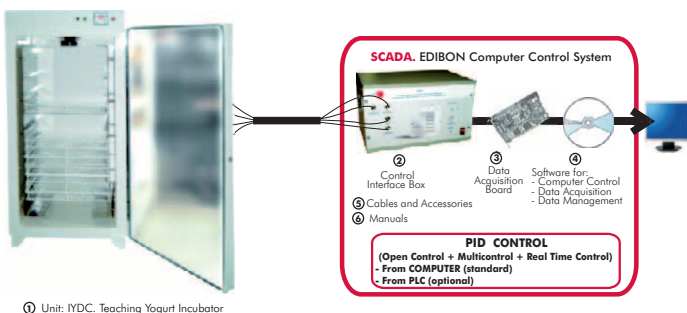 SCADA. EDIBON Computer Control System
② Control
Interface Box
③ Data
Acquisition
Board
④ Software for:
- Computer Control
- Data Acquisition
- Data Management
⑤ Cables and Accessories
⑥ Manuals
PID CONTROL
(Open Control + Multicontrol + Real Time Control)
- From COMPUTER (standard)
- From PLC (optional)
① Unit: IYDC. Teaching Yogurt Incubator